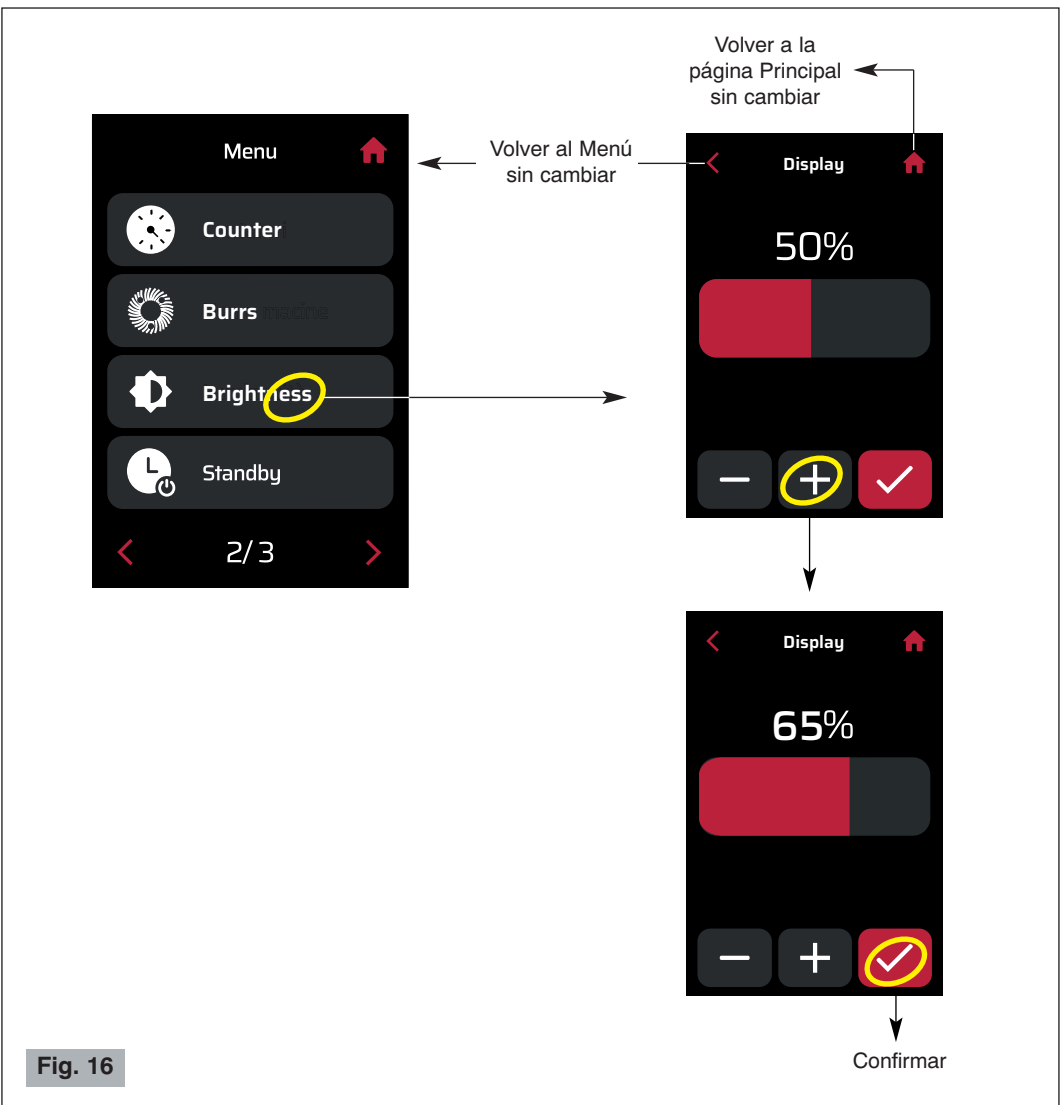 Volver a la
página Principal
sin cambiar
Menu
Counter
Burrs
Brightness
Standby
2/3
Volver al Menú
sin cambiar
Display
50%
Display
65%
Confirmar
Fig. 16